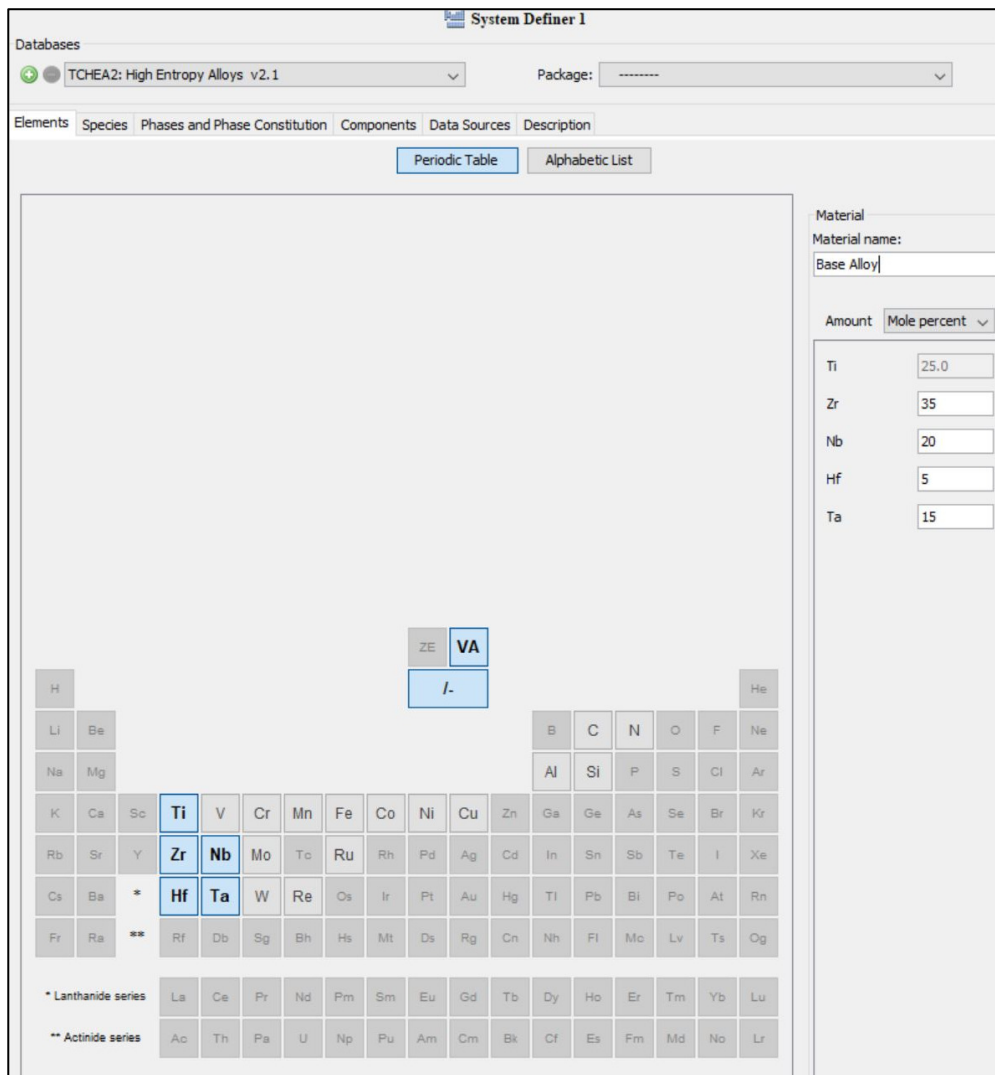 System Definer 1
Databases
TCHEA2: High Entropy Alloys v2.1
Package: --------
Elements Species Phases and Phase Constitution Components Data Sources Description
Periodic Table Alphabetic List
Material
Material name:
Base Alloy
Amount Mole percent
Ti 25.0
Zr 35
Nb 20
Hf 5
Ta 15
ZE VA
/-
H He
Li Be B C N O F Ne
Na Mg Al Si P S Cl Ar
K Ca Sc Ti V Cr Mn Fe Co Ni Cu Zn Ga Ge As Se Br Kr
Rb Sr Y Zr Nb Mo Tc Ru Rh Pd Ag Cd In Sn Sb Te I Xe
Cs Ba * Hf Ta W Re Os Ir Pt Au Hg Tl Pb Bi Po At Rn
Fr Ra ** Rf Db Sg Bh Hs Mt Ds Rg Cn Nh Fl Mc Lv Ts Og
* Lanthanide series La Ce Pr Nd Pm Sm Eu Gd Tb Dy Ho Er Tm Yb Lu
** Actinide series Ac Th Pa U Np Pu Am Cm Bk Cf Es Fm Md No Lr